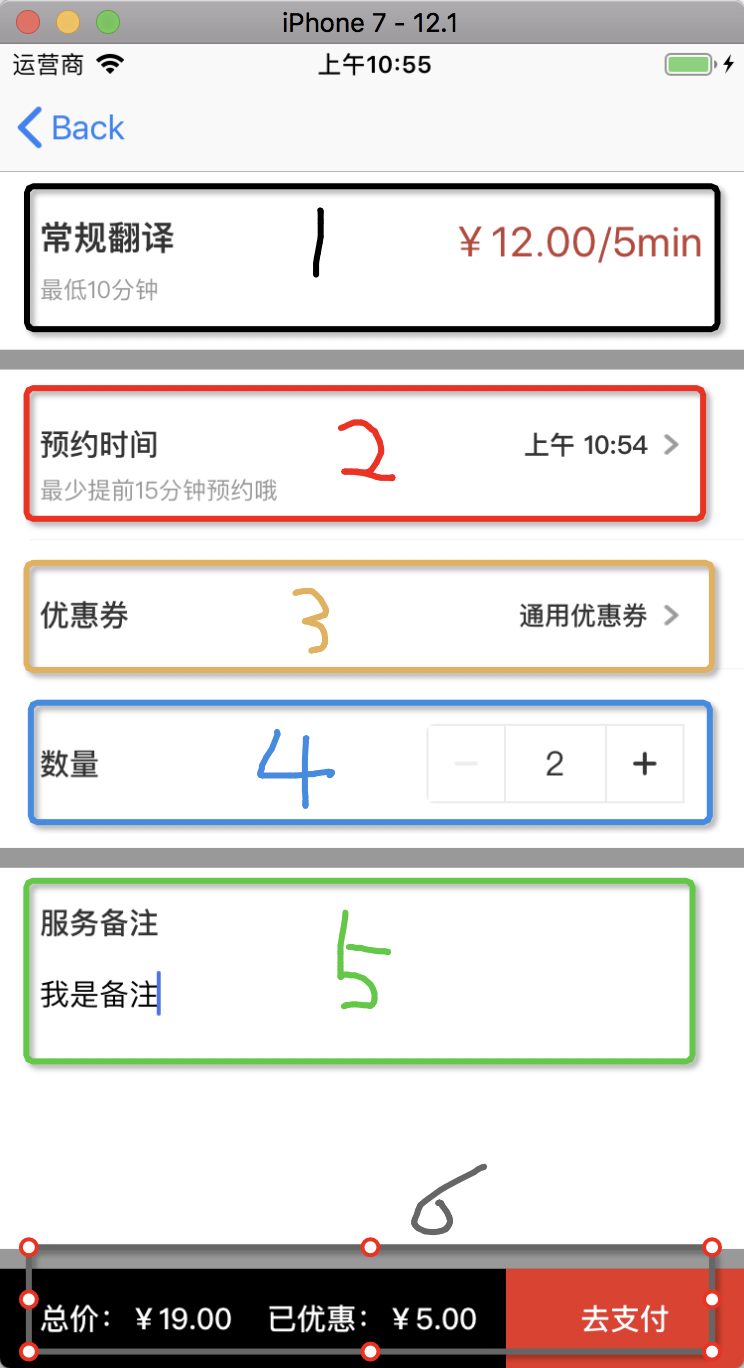 iPhone 7 - 12.1
运营商 上午10:55
Back
常规翻译 1 ¥12.00/5min
最低10分钟
预约时间 2 上午 10:54
最少提前15分钟预约哦
优惠券 3 通用优惠券
数量 4 2 +
服务备注 5
我是备注
6
总价：¥19.00 已优惠：¥5.00 去支付